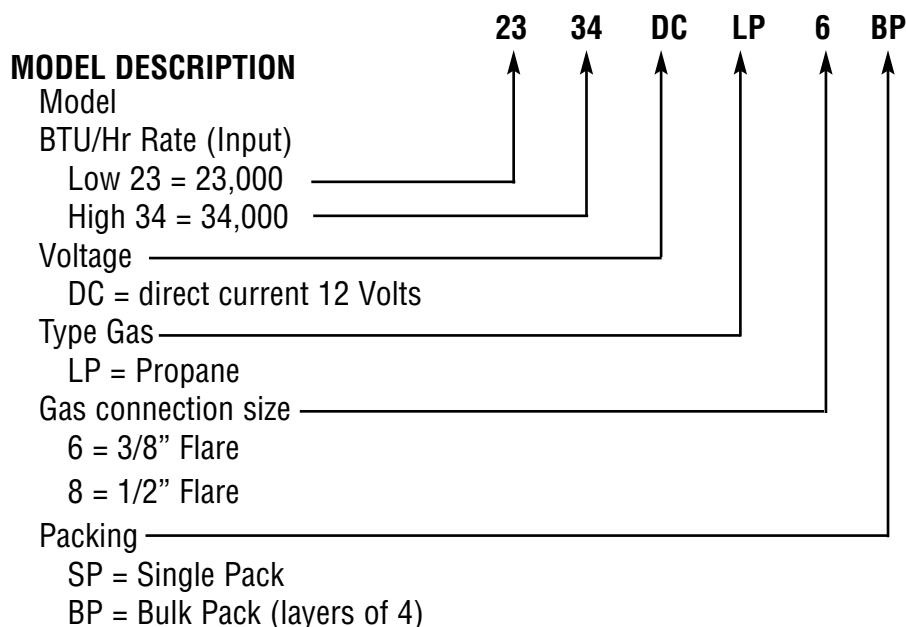 23 34 DC LP 6 BP
MODEL DESCRIPTION
Model
BTU/Hr Rate (Input)
Low 23 = 23,000
High 34 = 34,000
Voltage
DC = direct current 12 Volts
Type Gas
LP = Propane
Gas connection size
6 = 3/8” Flare
8 = 1/2” Flare
Packing
SP = Single Pack
BP = Bulk Pack (layers of 4)